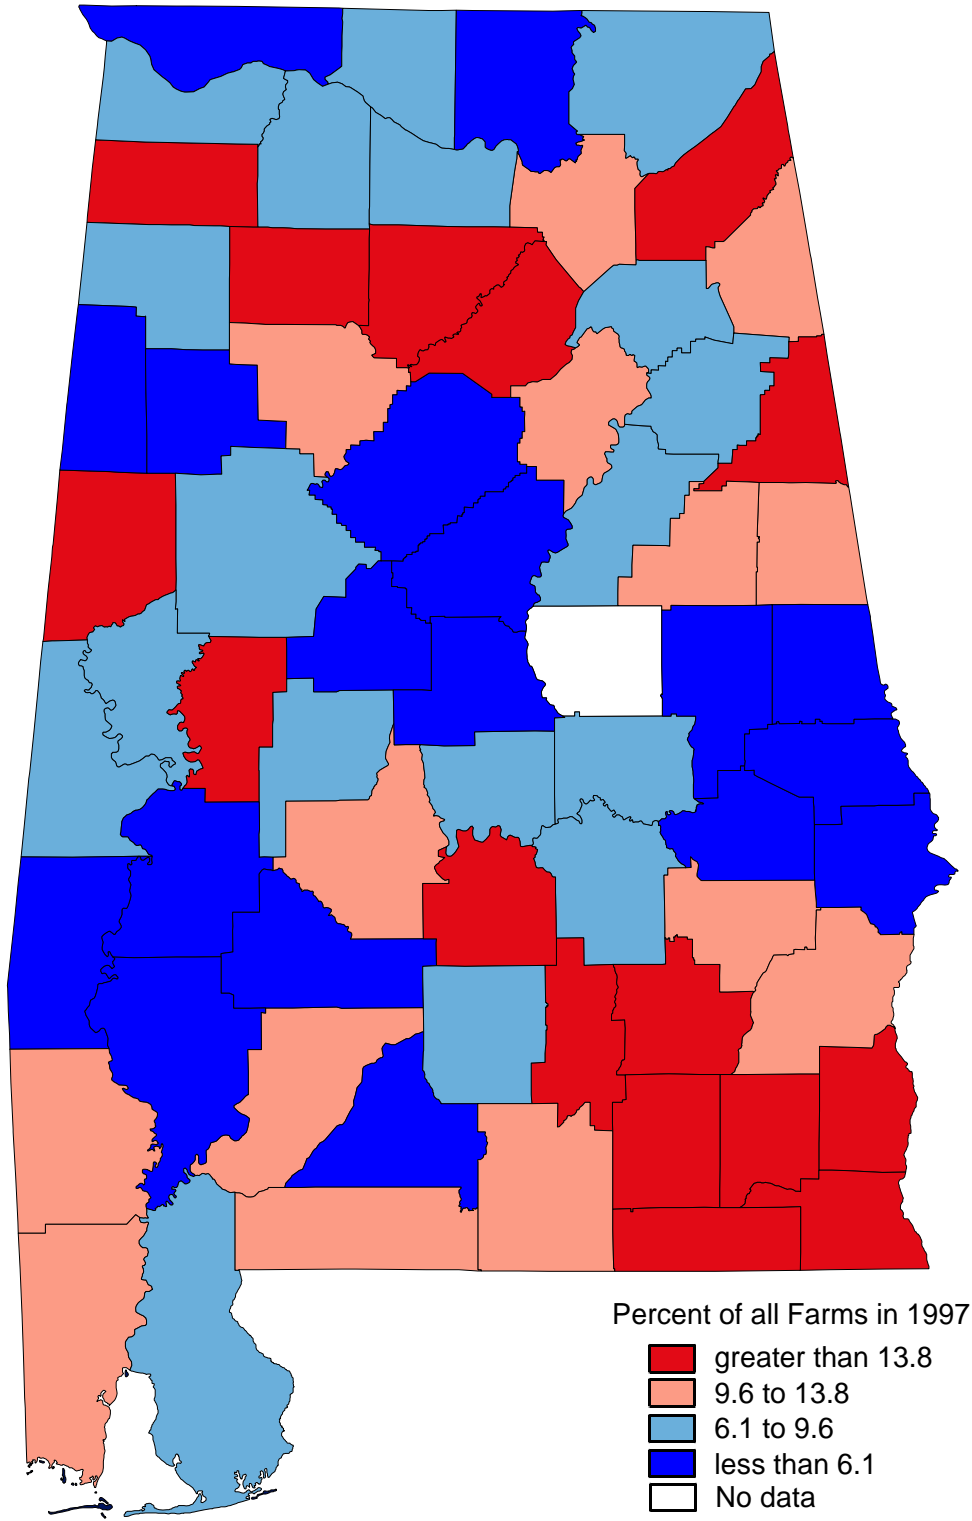 Percent of all Farms in 1997
greater than 13.8
9.6 to 13.8
6.1 to 9.6
less than 6.1
No data